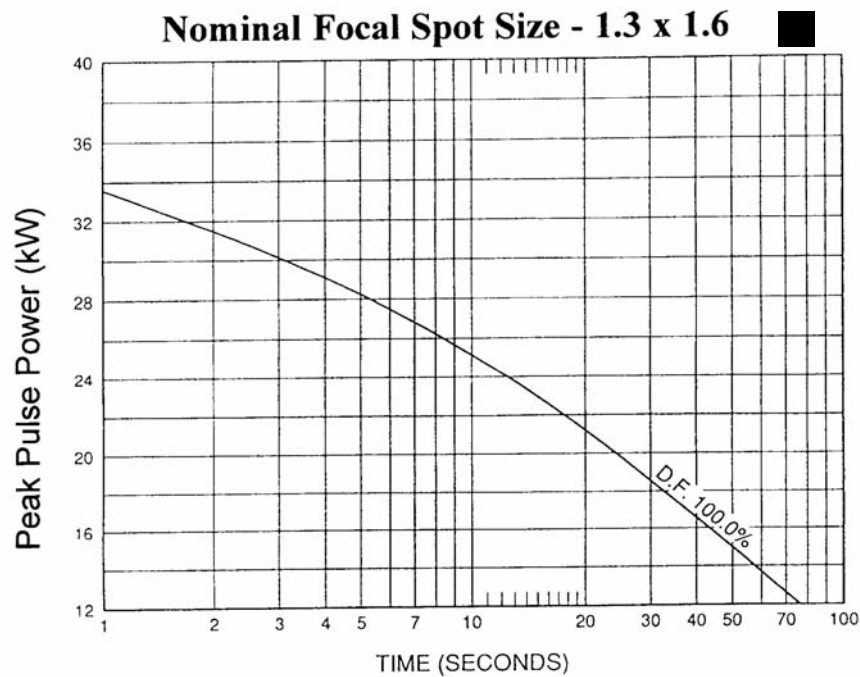 Nominal Focal Spot Size - 1.3 x 1.6
Peak Pulse Power (kW)
40
36
32
28
24
20
16
12
D.F. 100.0%
1 2 3 4 5 7 10 20 30 40 50 70 100
TIME (SECONDS)